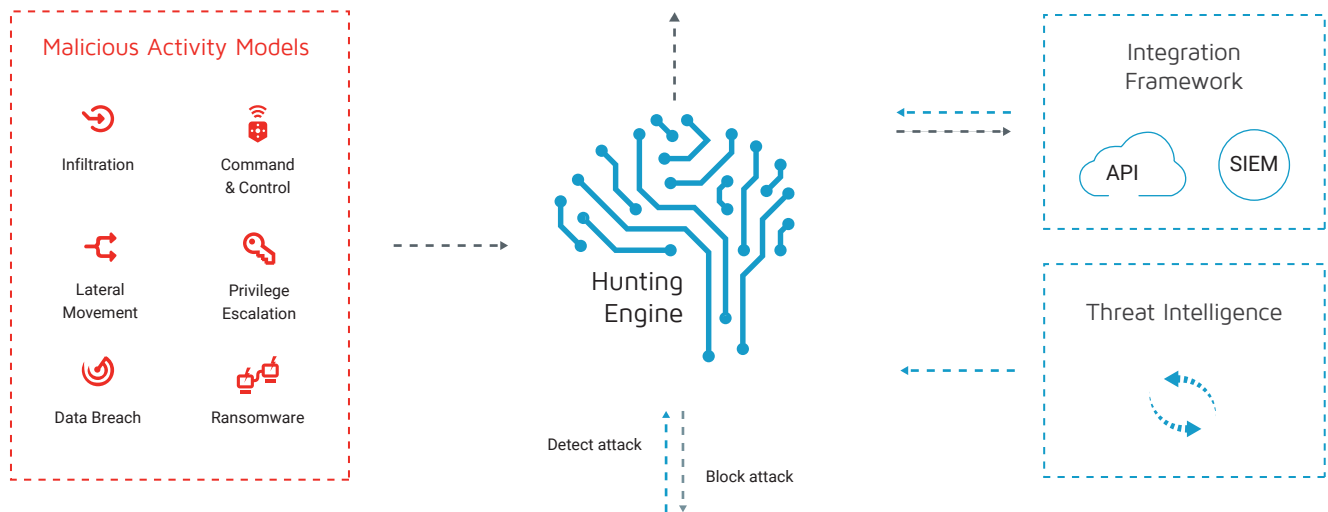 Malicious Activity Models
Infiltration
Command
& Control
Lateral
Movement
Privilege
Escalation
Data Breach
Ransomware
Hunting
Engine
Detect attack
Block attack
Integration
Framework
API
SIEM
Threat Intelligence